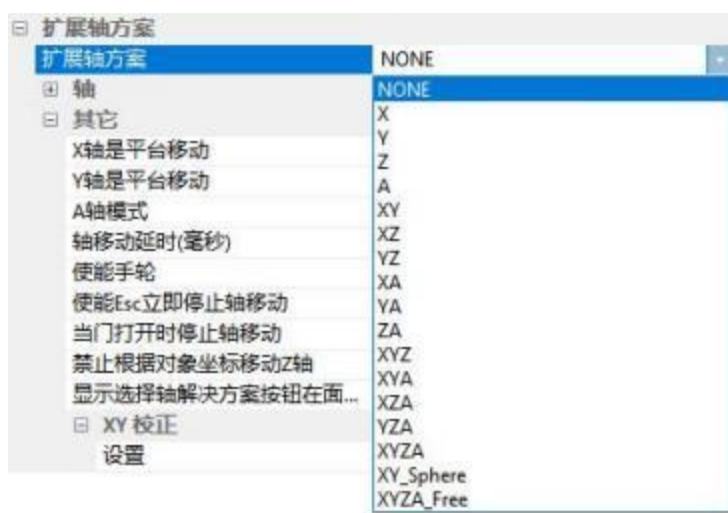 扩展轴方案
扩展轴方案 NONE
轴
其它
X轴是平台移动
Y轴是平台移动
A轴模式
轴移动延时(毫秒)
使能手轮
使能Esc立即停止轴移动
当门打开时停止轴移动
禁止根据对象坐标移动Z轴
显示选择轴解决方案按钮在面...
XY 校正
设置
NONE
X
Y
Z
A
XY
XZ
YZ
XA
YA
ZA
XYZ
XYA
XZA
YZA
XYZA
XY_Sphere
XYZA_Free